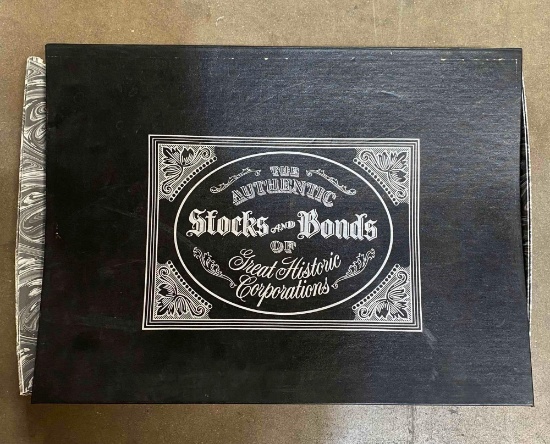 THE
AUTHENTIC
Stocks AND Bonds
OF
Great Historic
Corporations